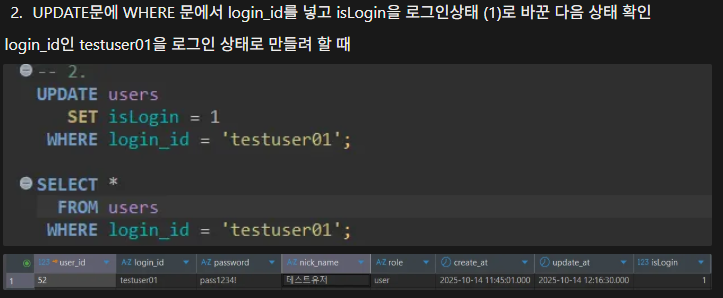 2. UPDATE문에 WHERE 문에서 login_id를 넣고 isLogin을 로그인상태 (1)로 바꾼 다음 상태 확인
login_id인 testuser01을 로그인 상태로 만들려 할 때
-- 2.
UPDATE users
SET isLogin = 1
WHERE login_id = 'testuser01';
SELECT *
FROM users
WHERE login_id = 'testuser01';
123 user_id A-Z login_id A-Z password A-Z nick_name A-Z role create_at update_at 123 isLogin
1 52 testuser01 pass1234! 테스트유저 user 2025-10-14 11:45:01.000 2025-10-14 12:16:30.000 1